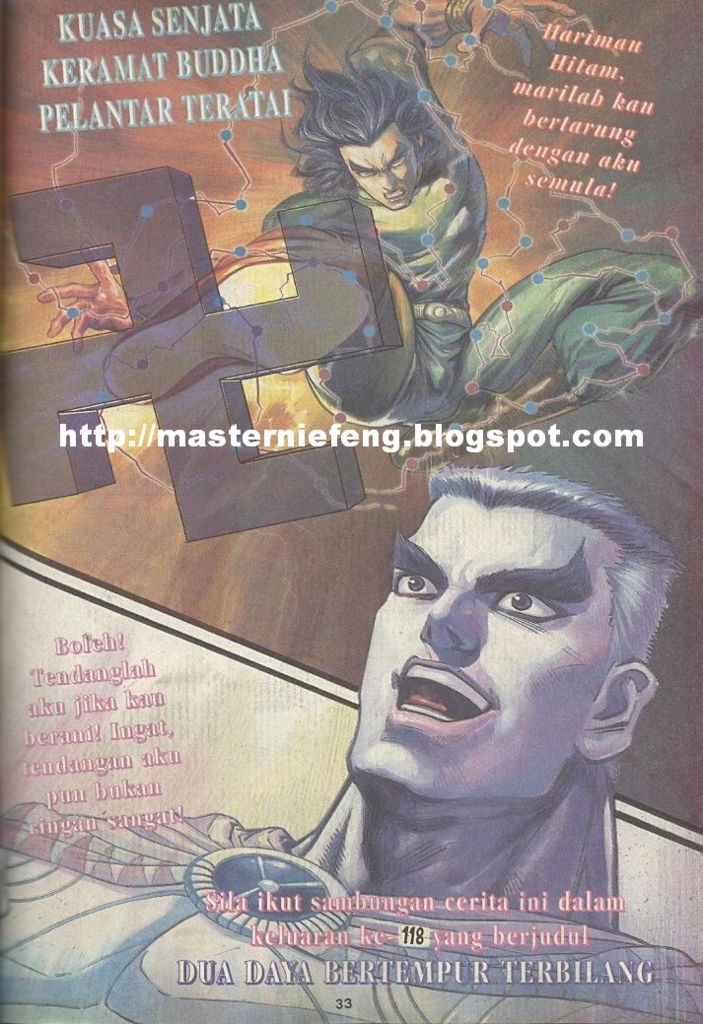 KUASA SENJATA
KERAMAT BUDDHA
PELANTAR TERATAI
Hariman
Hitam,
marilah kau
bertarung
dengan aku
semula!
http://masterniefeng.blogspot.com
Boleh!
Tendanglah
aku jika kau
berani! Ingat,
tendangan aku
pun bukan
ringan sangat!
Sila ikut sambungan cerita ini dalam
keluaran ke- 118 yang berjudul
DUA DAYA BERTEMPUR TERBILANG
33